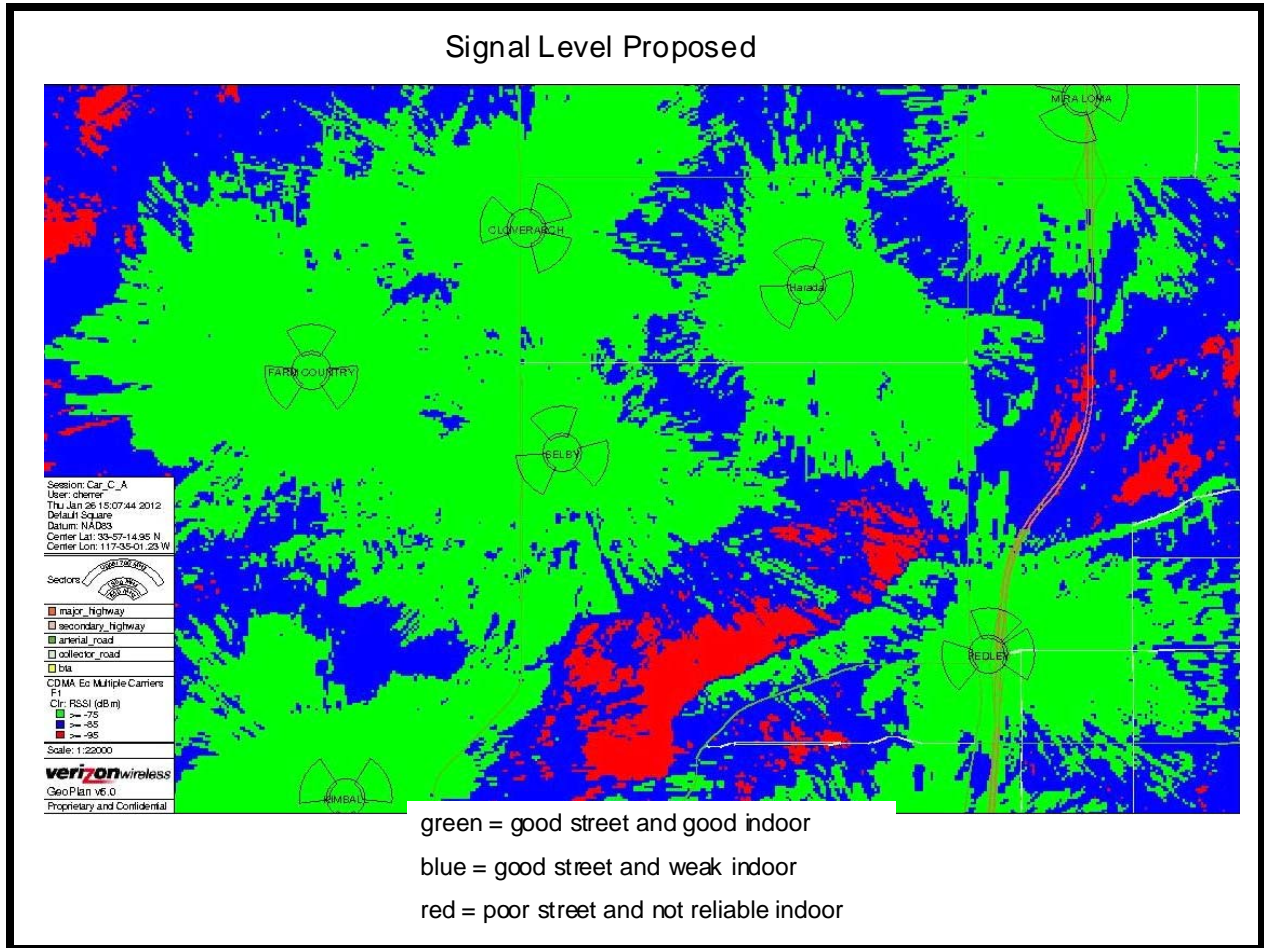 Signal Level Proposed
MIRA LOMA
CLOVERARCH
Harada
FARM COUNTRY
SELBY
PEDLEY
KIMBALL
Session: Car_C_A
User: cherrer
Thu Jan 26 15:07:44 2012
Default Square
Datum: NAD83
Center Lat: 33-57-14.95 N
Center Lon: 117-35-01.23 W
Sectors
major_highway
secondary_highway
arterial_road
collector_road
bta
CDMA Ec Multiple Carriers
F1
Clr: RSSI (dBm)
>= -75
>= -85
>= -95
Scale: 1:22000
verizonwireless
GeoPlan v6.0
Proprietary and Confidential
green = good street and good indoor
blue = good street and weak indoor
red = poor street and not reliable indoor